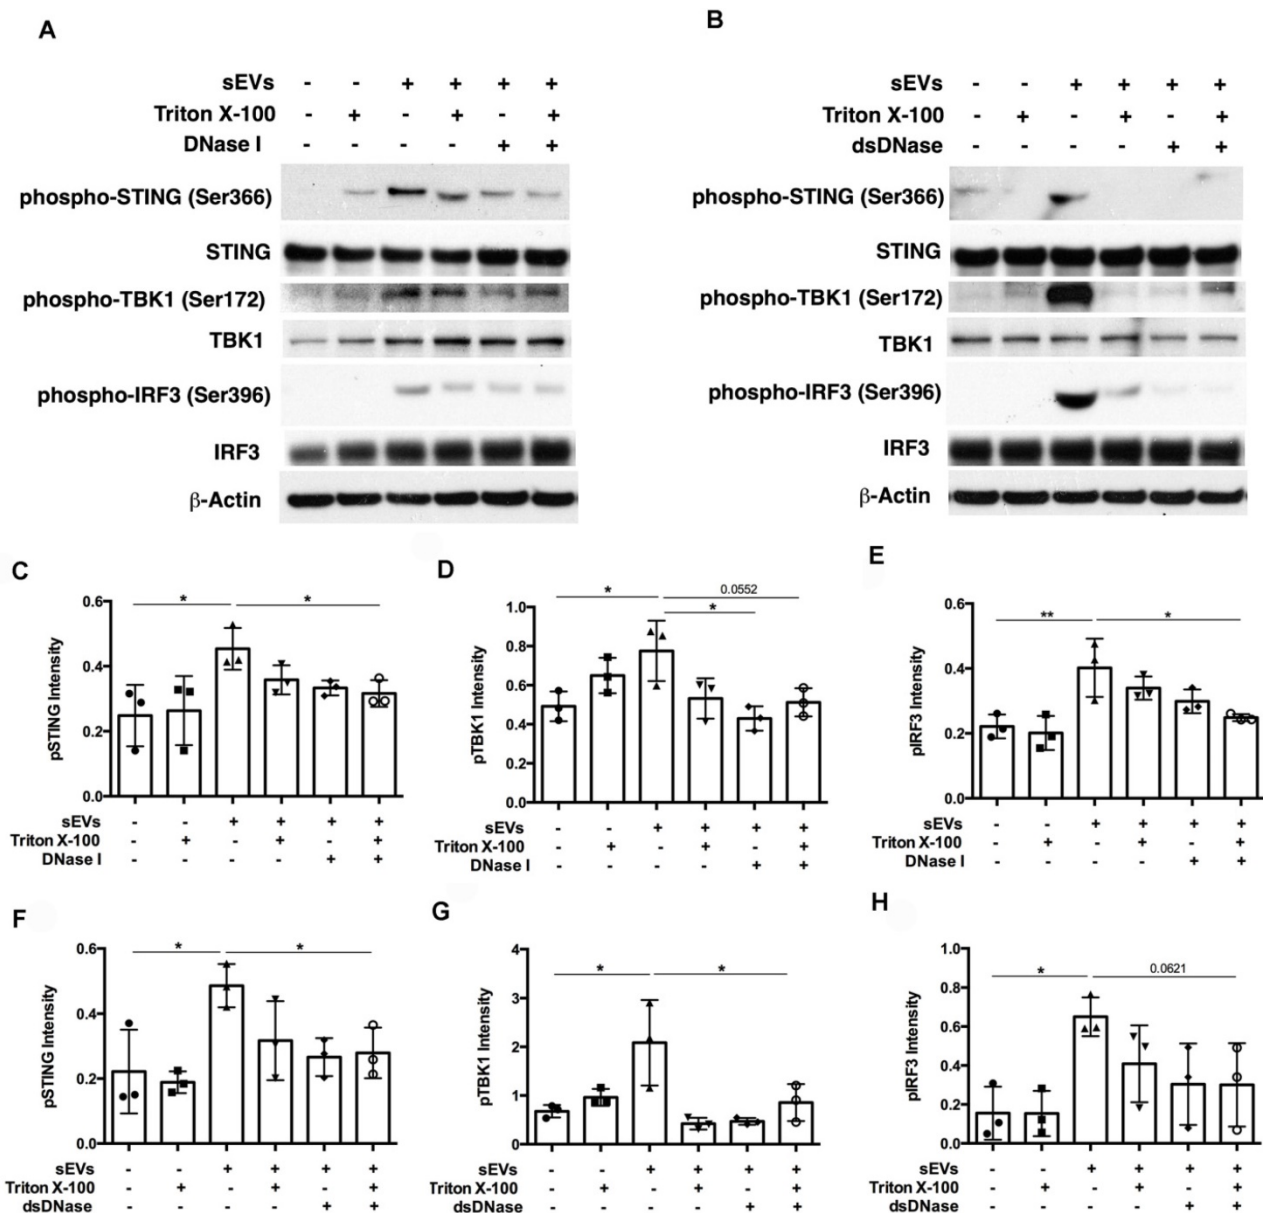 A
sEVs - - + + + +
Triton X-100 - + - + - +
DNase I - - - - + +
phospho-STING (Ser366)
STING
phospho-TBK1 (Ser172)
TBK1
phospho-IRF3 (Ser396)
IRF3
β-Actin
B
sEVs - - + + + +
Triton X-100 - + - + - +
dsDNase - - - - + +
phospho-STING (Ser366)
STING
phospho-TBK1 (Ser172)
TBK1
phospho-IRF3 (Ser396)
IRF3
β-Actin
C
* *
pSTING Intensity
0.6
0.4
0.2
0.0
sEVs - - + + + +
Triton X-100 - + - + - +
DNase I - - - - + +
D
* 0.0552
*
pTBK1 Intensity
1.0
0.8
0.6
0.4
0.2
0.0
sEVs - - + + + +
Triton X-100 - + - + - +
DNase I - - - - + +
E
** *
pIRF3 Intensity
0.6
0.4
0.2
0.0
sEVs - - + + + +
Triton X-100 - + - + - +
DNase I - - - - + +
F
* *
pSTING Intensity
0.6
0.4
0.2
0.0
sEVs - - + + + +
Triton X-100 - + - + - +
dsDNase - - - - + +
G
* *
pTBK1 Intensity
4
3
2
1
0
sEVs - - + + + +
Triton X-100 - + - + - +
dsDNase - - - - + +
H
* 0.0621
pIRF3 Intensity
1.0
0.8
0.6
0.4
0.2
0.0
sEVs - - + + + +
Triton X-100 - + - + - +
dsDNase - - - - + +